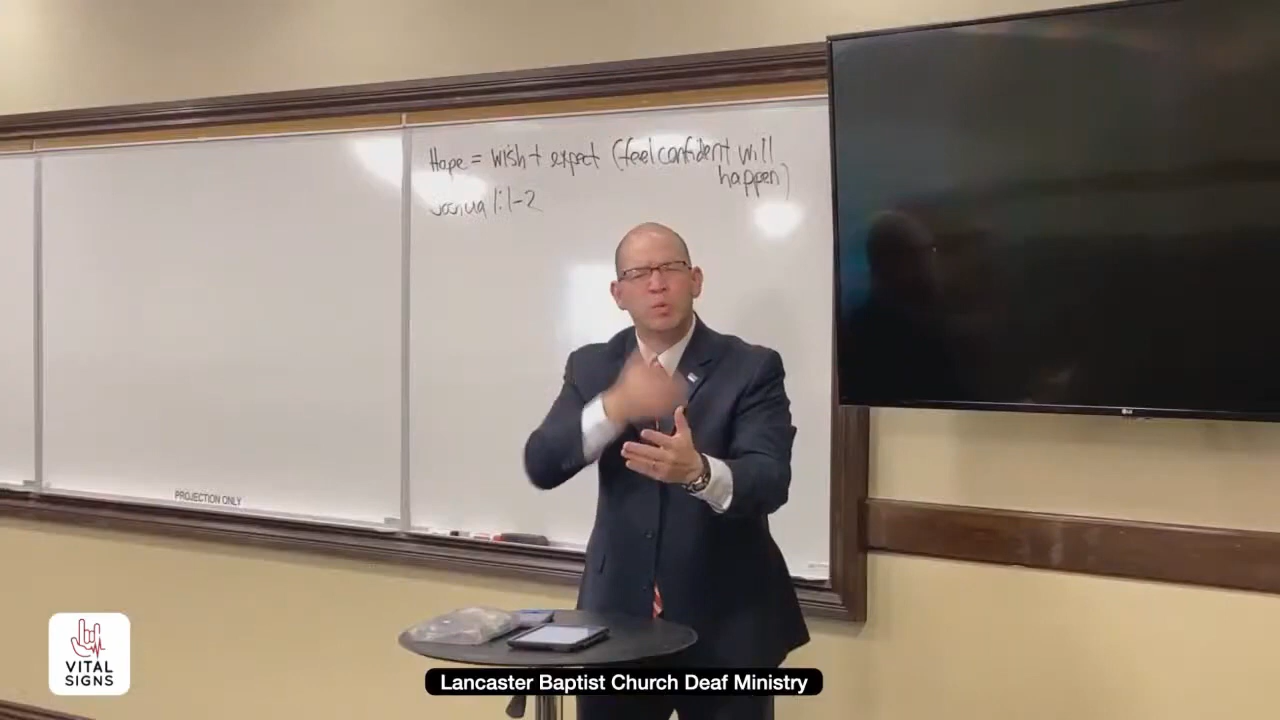 Hope = wish + expect (feel confident will
happen)
Joshua 1:1-2
PROJECTION ONLY
LG
VITAL
SIGNS
Lancaster Baptist Church Deaf Ministry